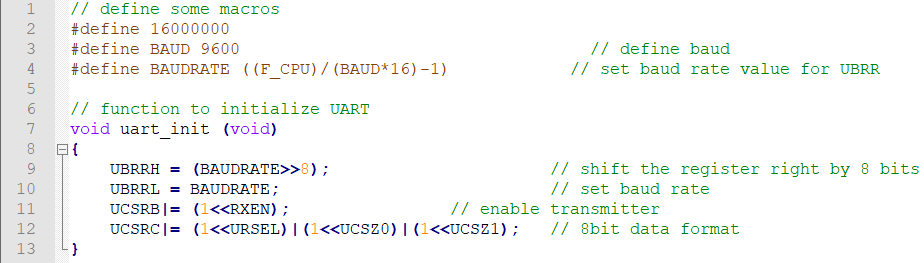 1 // define some macros
2 #define 16000000
3 #define BAUD 9600 // define baud
4 #define BAUDRATE ((F_CPU)/(BAUD*16)-1) // set baud rate value for UBRR
5
6 // function to initialize UART
7 void uart_init (void)
8 {
9 UBRRH = (BAUDRATE>>8); // shift the register right by 8 bits
10 UBRRL = BAUDRATE; // set baud rate
11 UCSRB|= (1<<RXEN); // enable transmitter
12 UCSRC|= (1<<URSEL)|(1<<UCSZ0)|(1<<UCSZ1); // 8bit data format
13 }